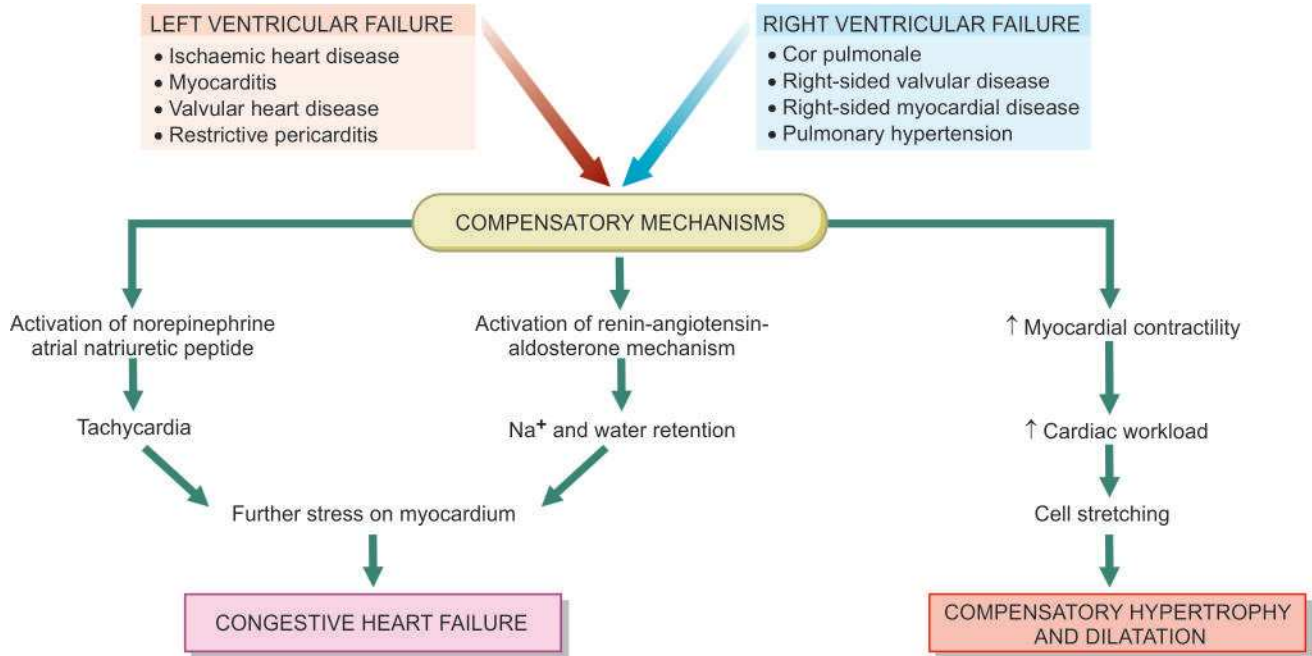 LEFT VENTRICULAR FAILURE
• Ischaemic heart disease
• Myocarditis
• Valvular heart disease
• Restrictive pericarditis
RIGHT VENTRICULAR FAILURE
• Cor pulmonale
• Right-sided valvular disease
• Right-sided myocardial disease
• Pulmonary hypertension
COMPENSATORY MECHANISMS
Activation of norepinephrine
atrial natriuretic peptide
Tachycardia
Activation of renin-angiotensin-
aldosterone mechanism
Na⁺ and water retention
Further stress on myocardium
CONGESTIVE HEART FAILURE
↑ Myocardial contractility
↑ Cardiac workload
Cell stretching
COMPENSATORY HYPERTROPHY
AND DILATATION